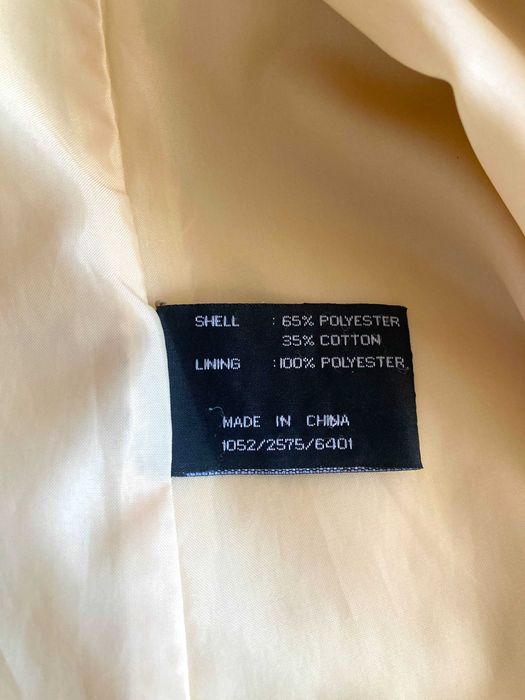 SHELL : 65% POLYESTER
35% COTTON
LINING : 100% POLYESTER
MADE IN CHINA
1052/2575/6401